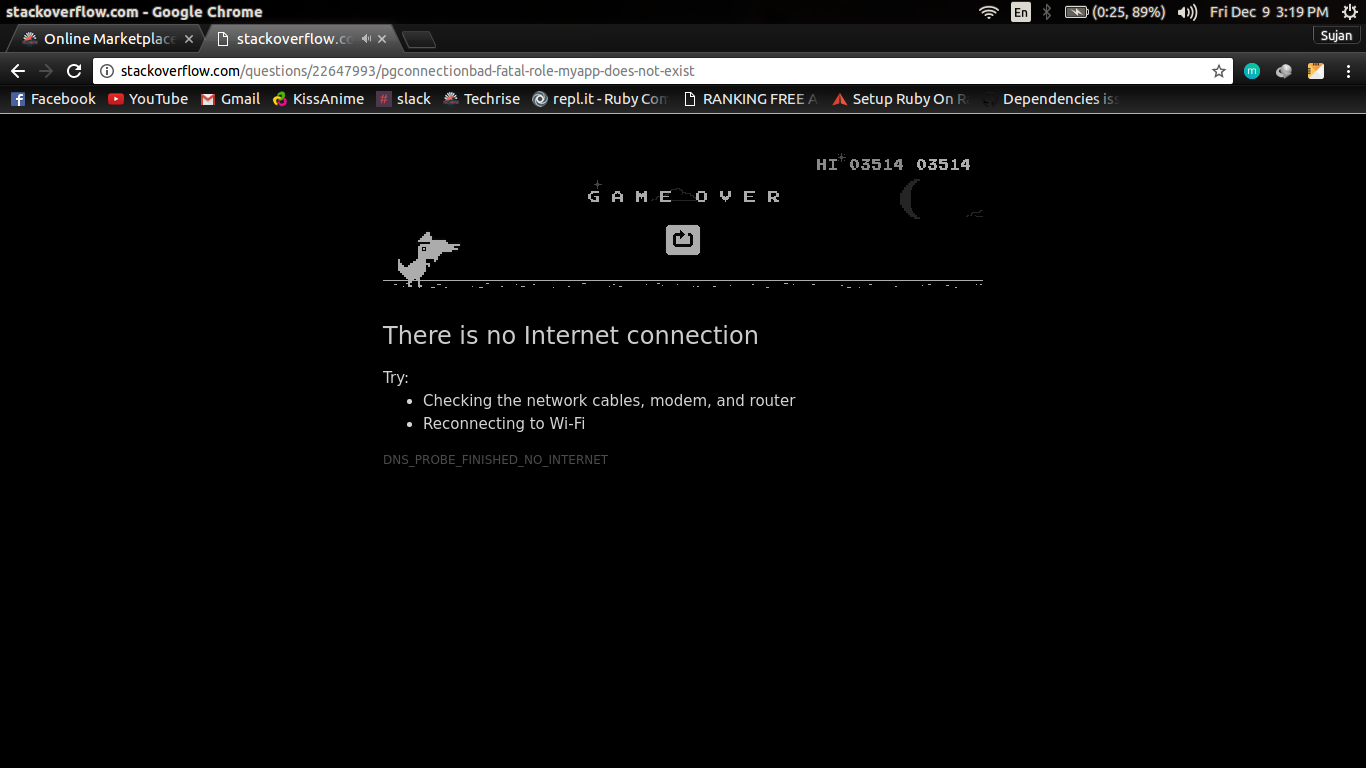 stackoverflow.com - Google Chrome
En (0:25, 89%) Fri Dec 9 3:19 PM
Online Marketplace stackoverflow.co Sujan
stackoverflow.com/questions/22647993/pgconnectionbad-fatal-role-myapp-does-not-exist m
Facebook YouTube Gmail KissAnime # slack Techrise repl.it - Ruby Com RANKING FREE A Setup Ruby On Ra Dependencies iss
HI 03514 03514
GAME OVER
There is no Internet connection
Try:
• Checking the network cables, modem, and router
• Reconnecting to Wi-Fi
DNS_PROBE_FINISHED_NO_INTERNET